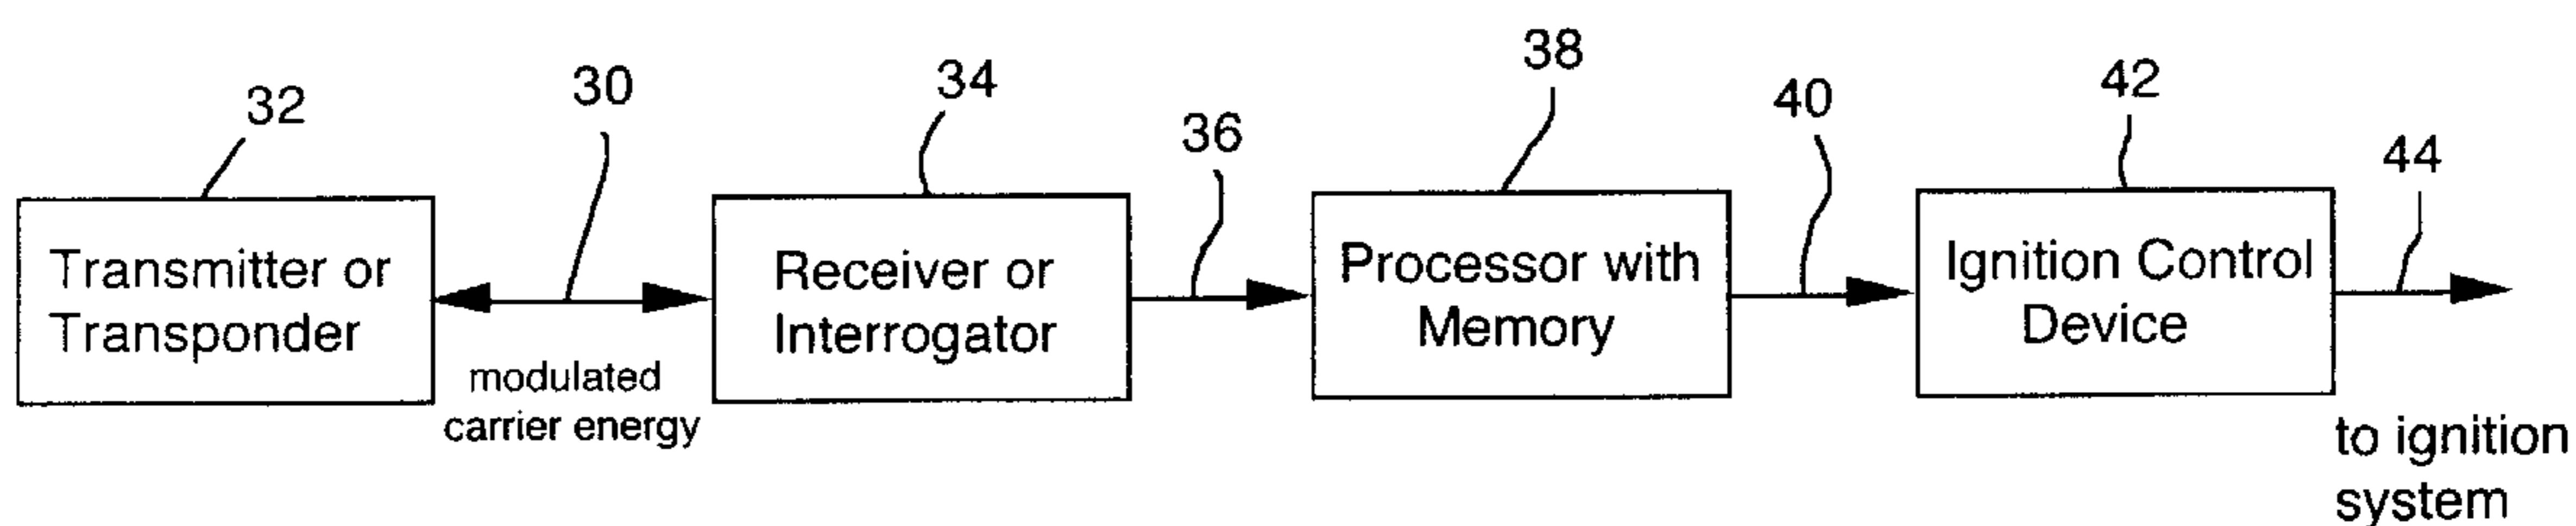 38
32
30
34
36
40
42
44
Transmitter or
Transponder
modulated
carrier energy
Receiver or
Interrogator
Processor with
Memory
Ignition Control
Device
to ignition
system